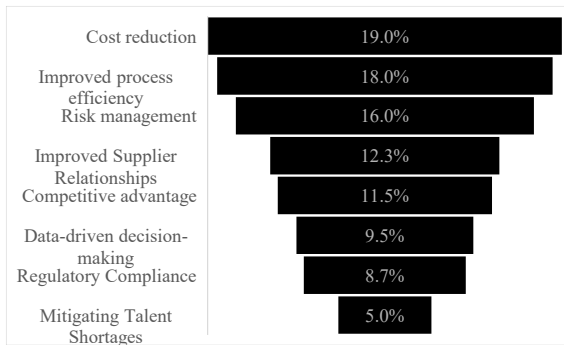 Cost reduction 19.0%
Improved process 18.0%
efficiency
Risk management 16.0%
Improved Supplier 12.3%
Relationships
Competitive advantage 11.5%
Data-driven decision- 9.5%
making
Regulatory Compliance 8.7%
Mitigating Talent 5.0%
Shortages